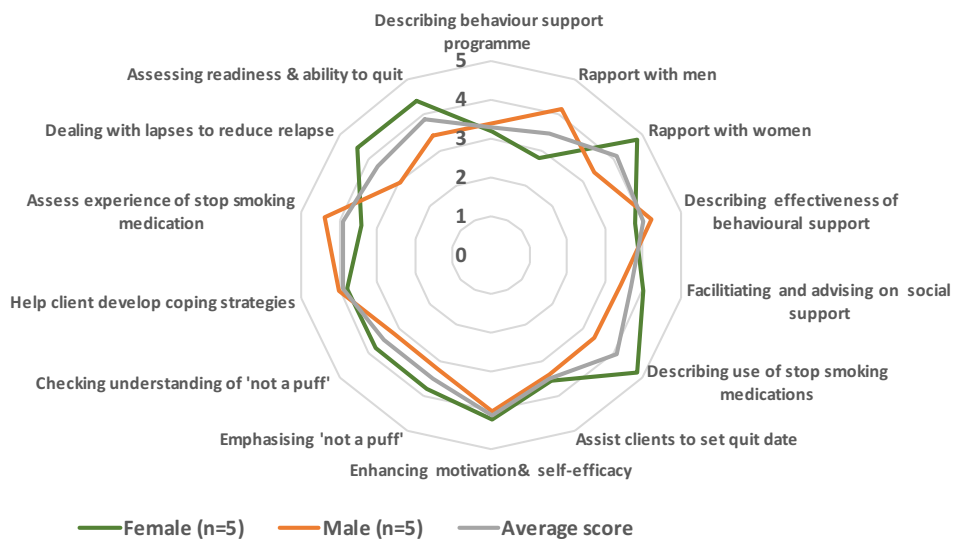 Describing behaviour support
programme
5
Assessing readiness & ability to quit
Rapport with men
4
Dealing with lapses to reduce relapse
Rapport with women
3
2
Assess experience of stop smoking
medication
Describing effectiveness of
behavioural support
1
0
Help client develop coping strategies
Facilitiating and advising on social
support
Checking understanding of 'not a puff'
Describing use of stop smoking
medications
Emphasising 'not a puff'
Assist clients to set quit date
Enhancing motivation& self-efficacy
Female (n=5)
Male (n=5)
Average score